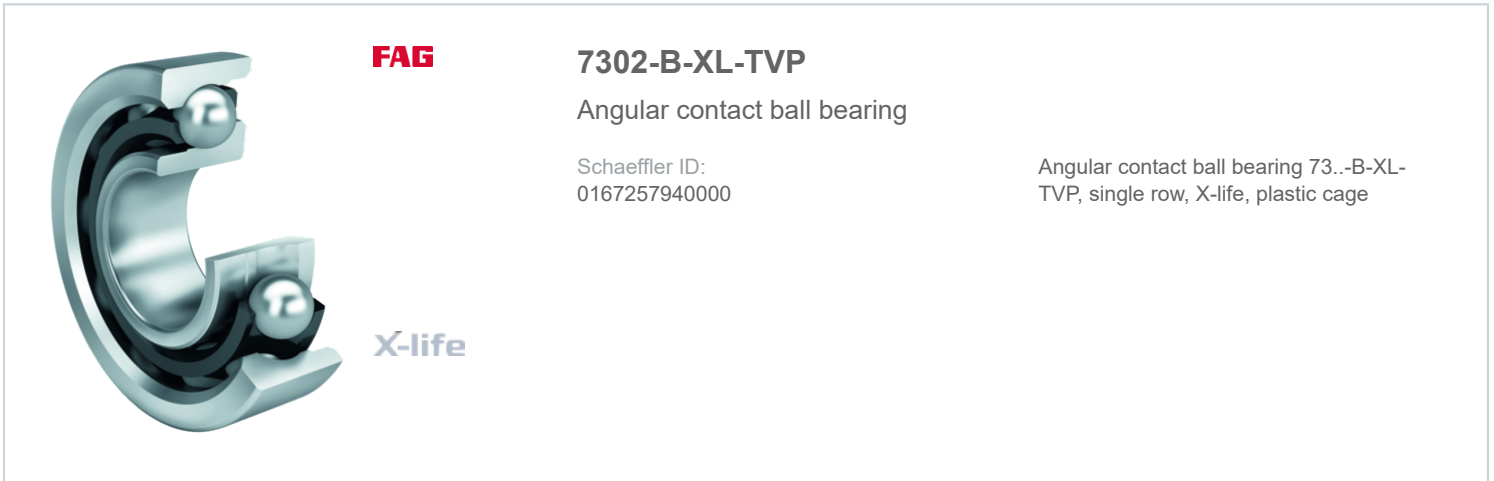 FAG
7302-B-XL-TVP
Angular contact ball bearing
Schaeffler ID:
0167257940000
Angular contact ball bearing 73..-B-XL-
TVP, single row, X-life, plastic cage
X-life